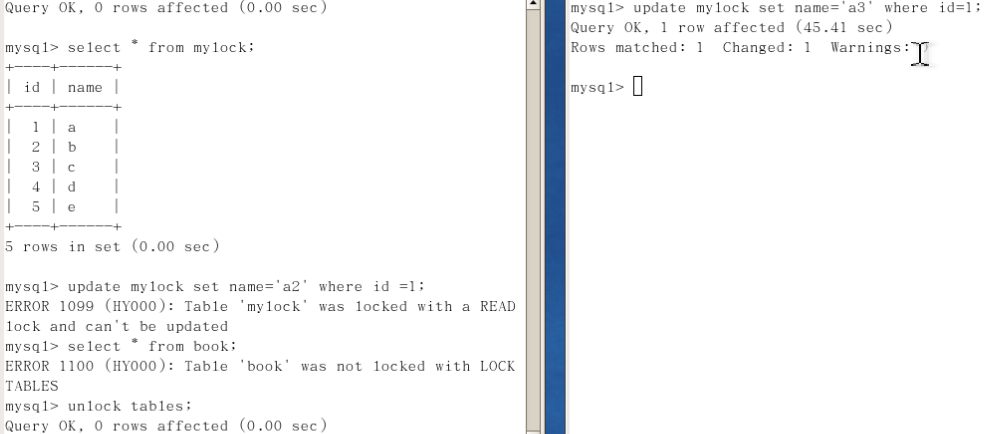 Query OK, 0 rows affected (0.00 sec)
mysql> select * from mylock;
+----+------+
| id | name |
+----+------+
| 1 | a |
| 2 | b |
| 3 | c |
| 4 | d |
| 5 | e |
+----+------+
5 rows in set (0.00 sec)
mysql> update mylock set name='a2' where id =1;
ERROR 1099 (HY000): Table 'mylock' was locked with a READ
lock and can't be updated
mysql> select * from book;
ERROR 1100 (HY000): Table 'book' was not locked with LOCK
TABLES
mysql> unlock tables;
Query OK, 0 rows affected (0.00 sec)
mysql> update mylock set name='a3' where id=1;
Query OK, 1 row affected (45.41 sec)
Rows matched: 1 Changed: 1 Warnings:
mysql>